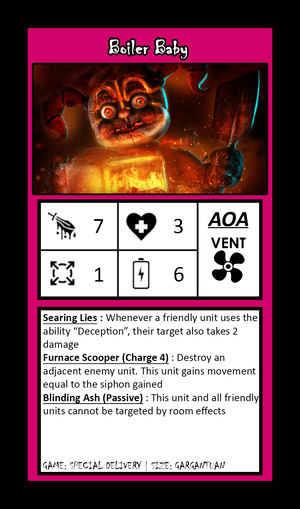 Boiler Baby
7
3
AOA
VENT
1
6
Searing Lies : Whenever a friendly unit uses the
ability “Deception”, their target also takes 2
damage
Furnace Scooper (Charge 4) : Destroy an
adjacent enemy unit. This unit gains movement
equal to the siphon gained
Blinding Ash (Passive) : This unit and all friendly
units cannot be targeted by room effects
GAME: SPECIAL DELIVERY | SIZE: GARGANTUAN